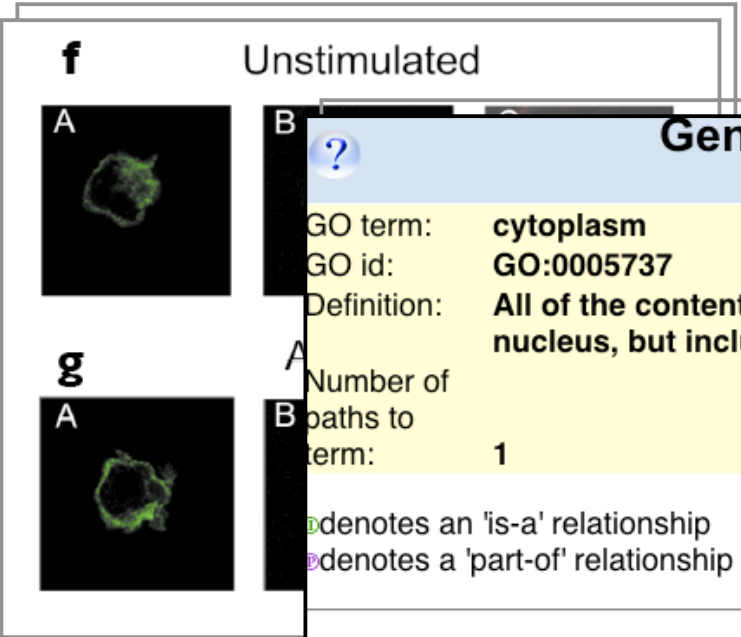 f Unstimulated
A
B
Gen
?
GO term: cytoplasm
GO id: GO:0005737
Definition: All of the content
nucleus, but incl
g
A
A
B
Number of
paths to
term: 1
denotes an 'is-a' relationship
denotes a 'part-of' relationship